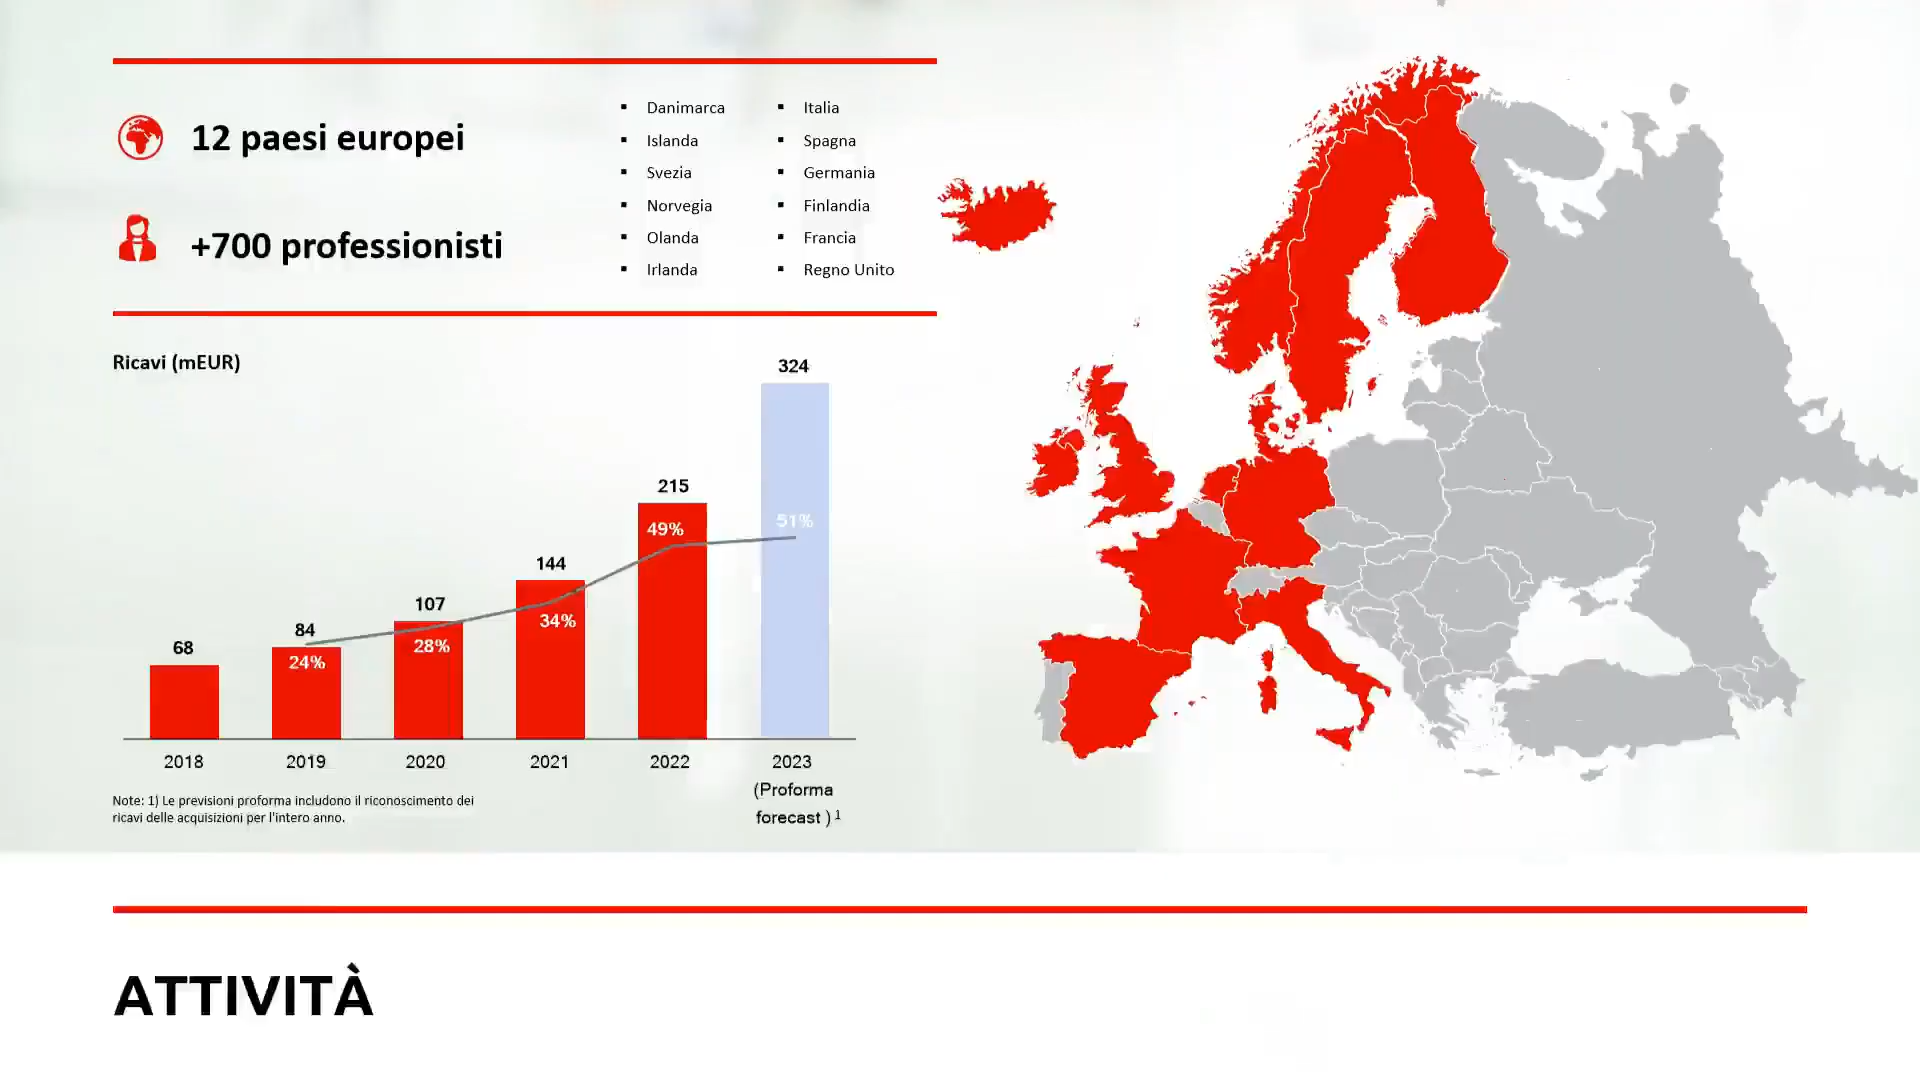 12 paesi europei
+700 professionisti
▪ Danimarca
▪ Islanda
▪ Svezia
▪ Norvegia
▪ Olanda
▪ Irlanda
▪ Italia
▪ Spagna
▪ Germania
▪ Finlandia
▪ Francia
▪ Regno Unito
Ricavi (mEUR)
68
84
107
144
215
324
24%
28%
34%
49%
51%
2018
2019
2020
2021
2022
2023
(Proforma
forecast ) 1
Note: 1) Le previsioni proforma includono il riconoscimento dei
ricavi delle acquisizioni per l'intero anno.
ATTIVITÀ